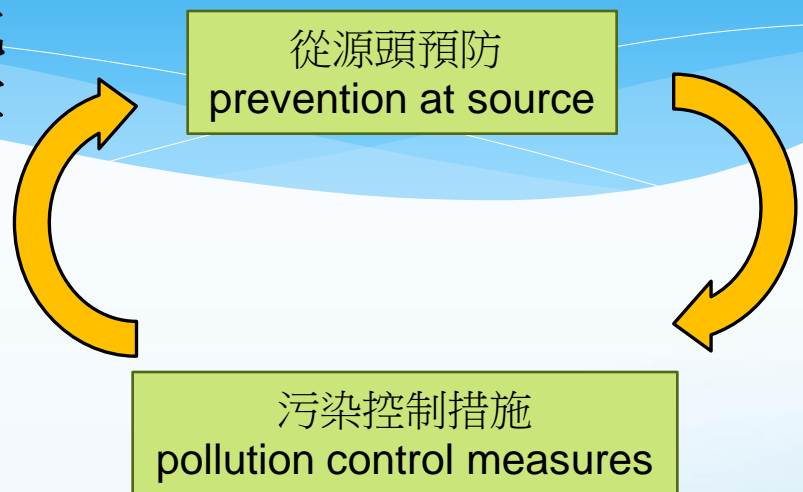 從源頭預防
prevention at source
污染控制措施
pollution control measures